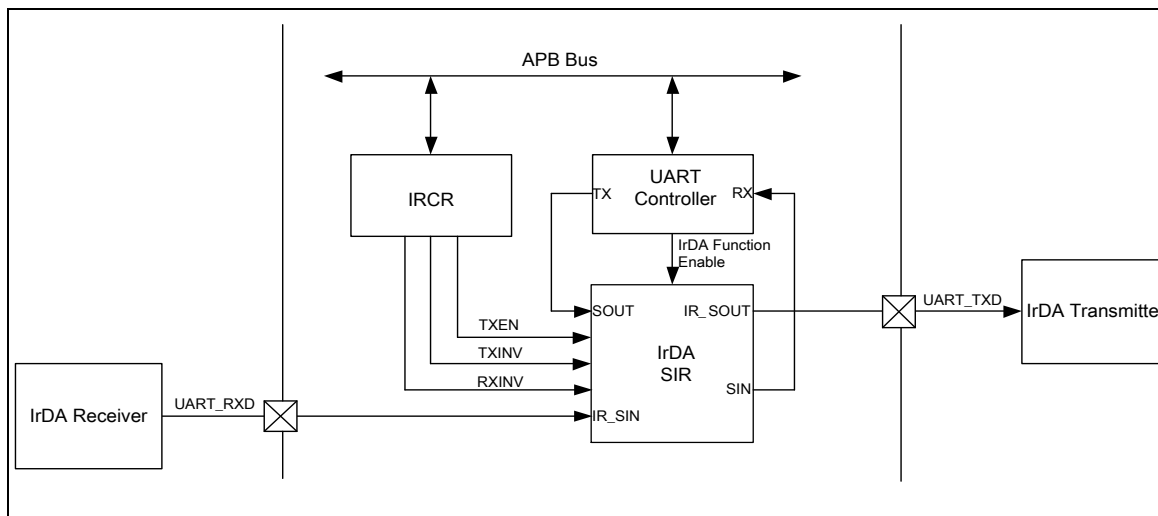 APB Bus
IRCR
UART
Controller
TX
RX
IrDA Function
Enable
SOUT
IR_SOUT
UART_TXD
IrDA Transmitte
TXEN
TXINV
RXINV
IrDA
SIR
SIN
IrDA Receiver
UART_RXD
IR_SIN